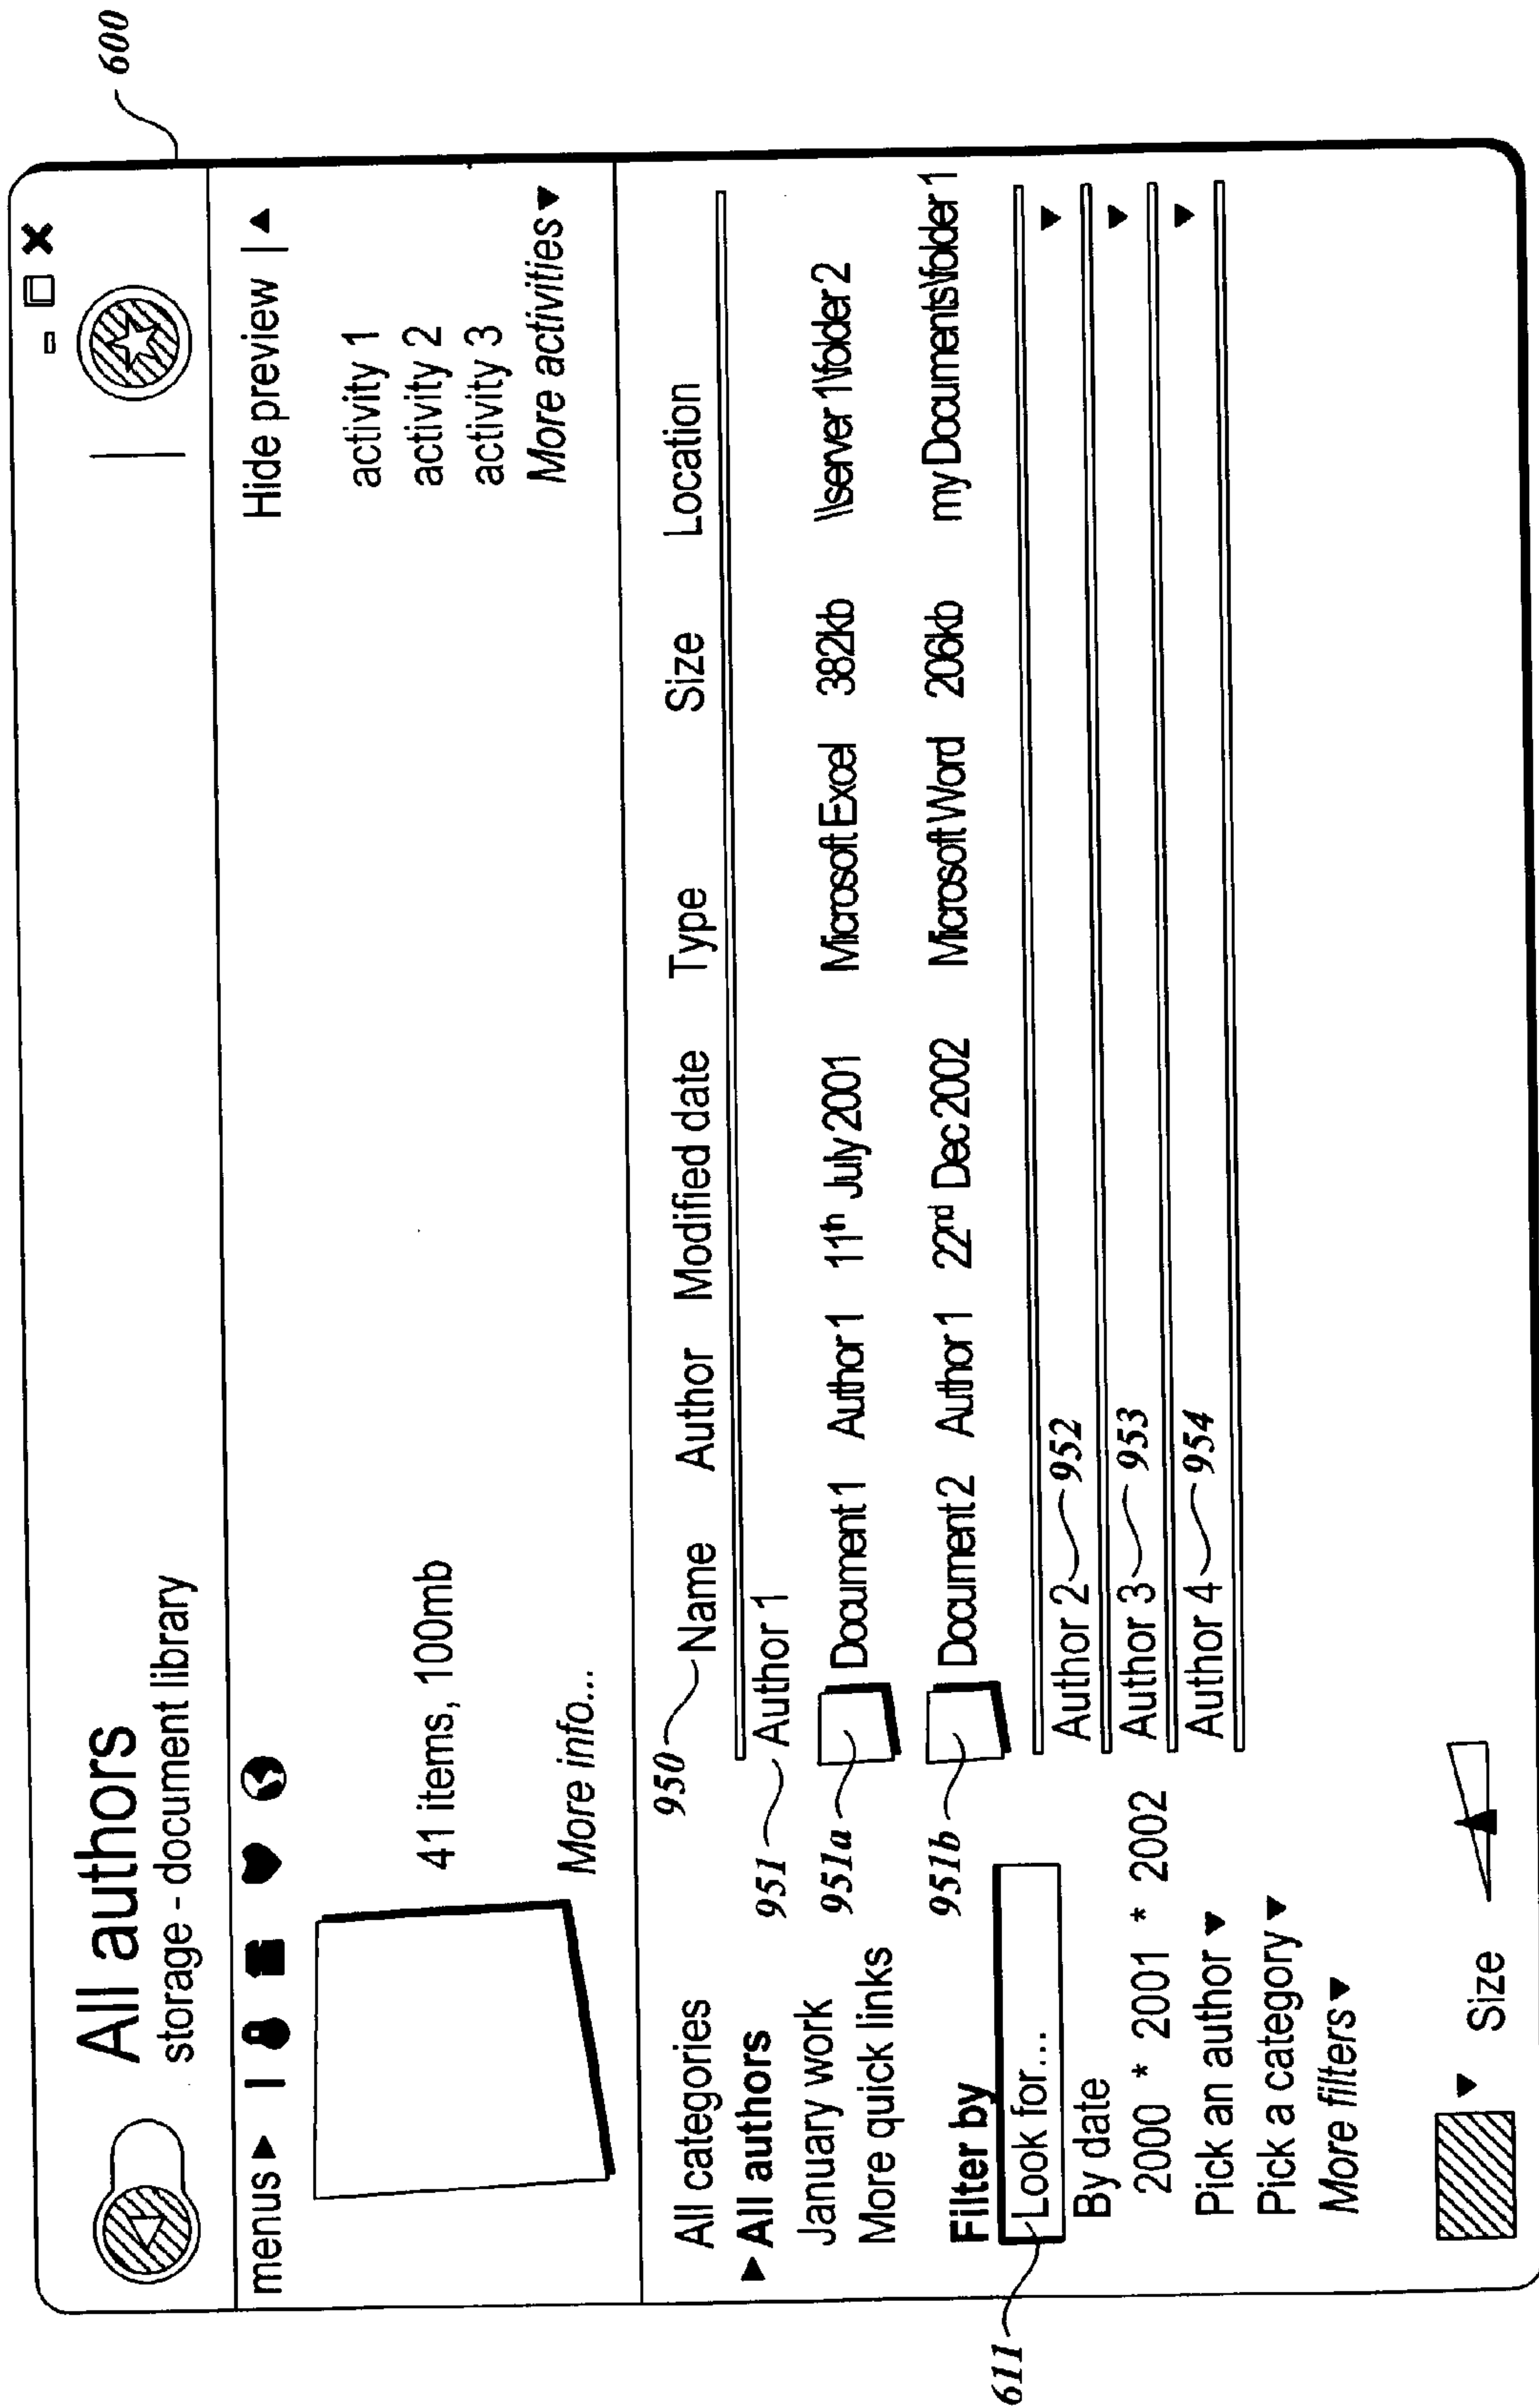 600
All authors
storage - document library
menus
Hide preview
41 items, 100mb
More info...
activity 1
activity 2
activity 3
More activities
All categories
All authors
January work
More quick links
Filter by
611
Look for...
By date
2000 * 2001 * 2002
Pick an author
Pick a category
More filters
Size
950 Name Author Modified date Type Size Location
951 Author 1
951a Document 1 Author 1 11th July 2001 Microsoft Excel 382kb \\server 1\folder 2
951b Document 2 Author 1 22nd Dec 2002 Microsoft Word 206kb my Documents\folder 1
Author 2 952
Author 3 953
Author 4 954